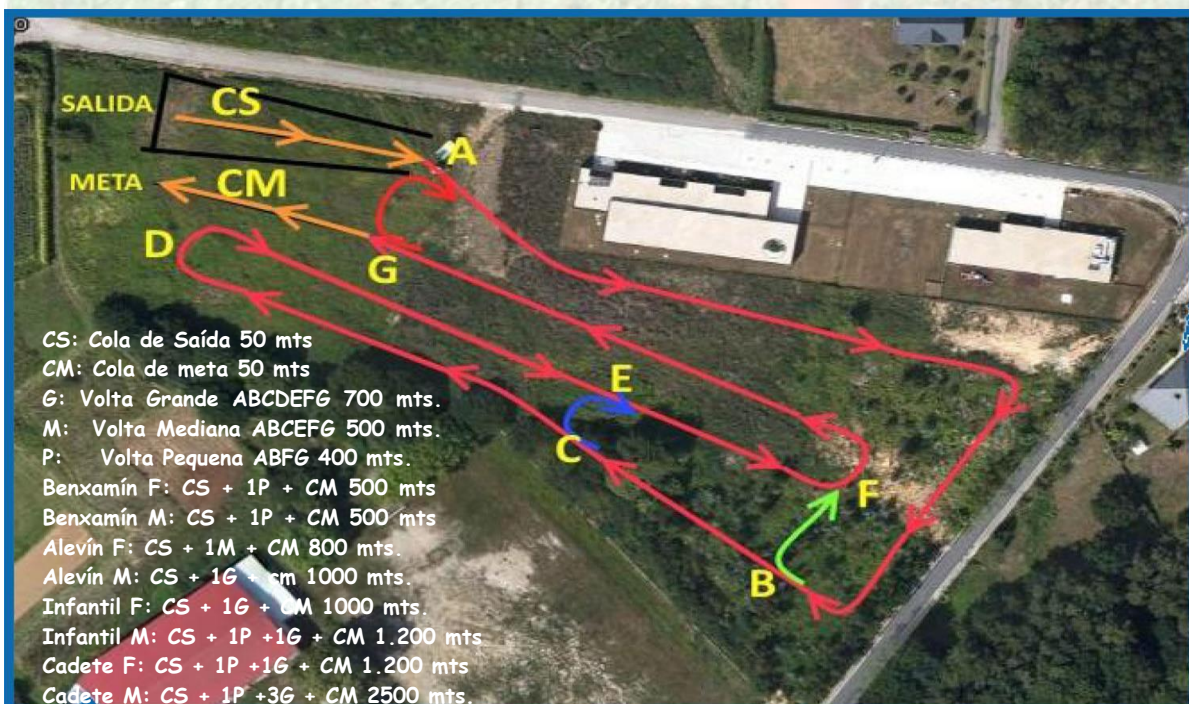 SALIDA CS
A
META CM
D
G
CS: Cola de Saída 50 mts
CM: Cola de meta 50 mts
G: Volta Grande ABCDEFG 700 mts.
M: Volta Mediana ABCEFG 500 mts.
P: Volta Pequena ABFG 400 mts.
Benxamín F: CS + 1P + CM 500 mts
Benxamín M: CS + 1P + CM 500 mts
Alevín F: CS + 1M + CM 800 mts.
Alevín M: CS + 1G + cm 1000 mts.
Infantil F: CS + 1G + CM 1000 mts.
Infantil M: CS + 1P +1G + CM 1.200 mts
Cadete F: CS + 1P +1G + CM 1.200 mts
Cadete M: CS + 1P +3G + CM 2500 mts.
E
C
F
B